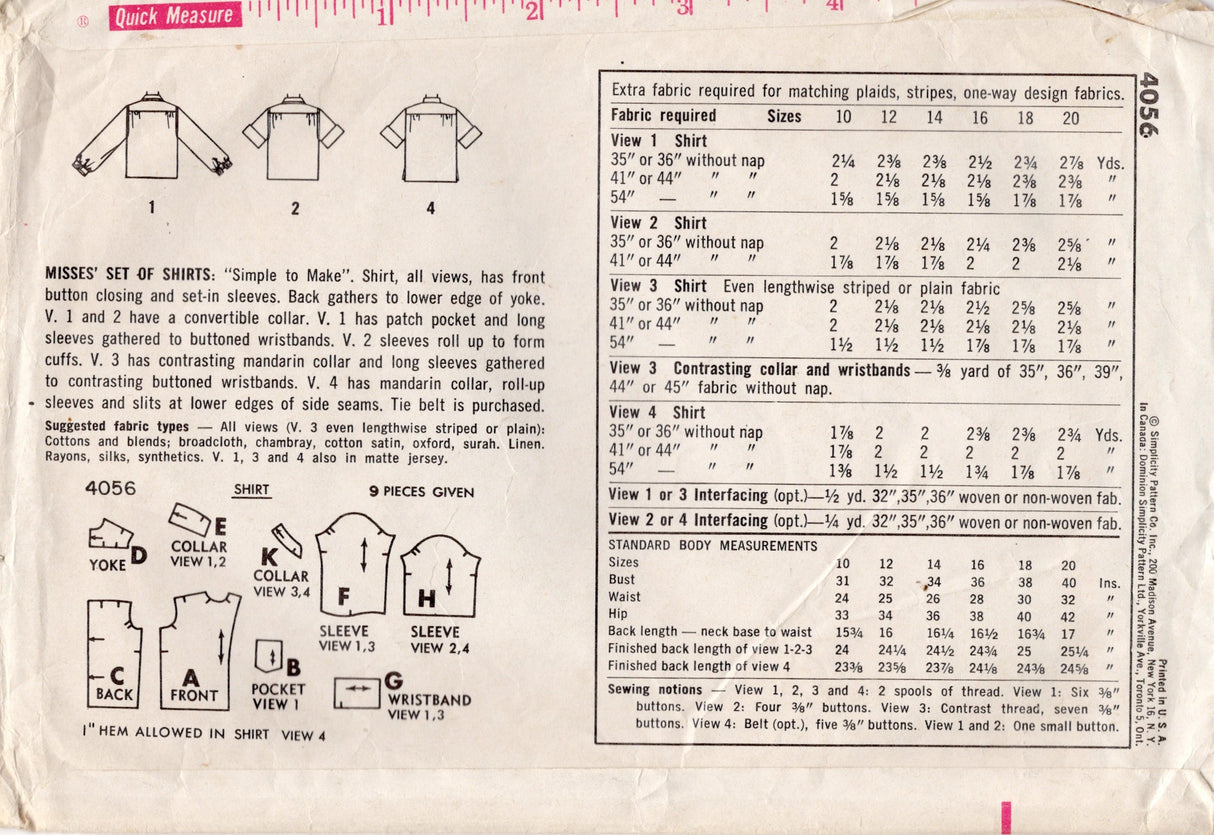 ® Quick Measure 1 2 3 4
1 2 4
MISSES' SET OF SHIRTS: "Simple to Make". Shirt, all views, has front
button closing and set-in sleeves. Back gathers to lower edge of yoke.
V. 1 and 2 have a convertible collar. V. 1 has patch pocket and long
sleeves gathered to buttoned wristbands. V. 2 sleeves roll up to form
cuffs. V. 3 has contrasting mandarin collar and long sleeves gathered
to contrasting buttoned wristbands. V. 4 has mandarin collar, roll-up
sleeves and slits at lower edges of side seams. Tie belt is purchased.
Suggested fabric types — All views (V. 3 even lengthwise striped or plain):
Cottons and blends; broadcloth, chambray, cotton satin, oxford, surah. Linen.
Rayons, silks, synthetics. V. 1, 3 and 4 also in matte jersey.
4056 SHIRT 9 PIECES GIVEN
D
YOKE
E
COLLAR
VIEW 1,2
K
COLLAR
VIEW 3,4
F
SLEEVE
VIEW 1,3
H
SLEEVE
VIEW 2,4
C
BACK
A
FRONT
B
POCKET
VIEW 1
G
WRISTBAND
VIEW 1,3
1" HEM ALLOWED IN SHIRT VIEW 4
Extra fabric required for matching plaids, stripes, one-way design fabrics.
Fabric required Sizes 10 12 14 16 18 20
View 1 Shirt
35" or 36" without nap 2¼ 2⅜ 2⅜ 2½ 2¾ 2⅞ Yds.
41" or 44" " " 2 2⅛ 2⅛ 2⅛ 2⅜ 2⅜ "
54" — " " 1⅝ 1⅝ 1⅝ 1⅝ 1⅞ 1⅞ "
View 2 Shirt
35" or 36" without nap 2 2⅛ 2⅛ 2¼ 2⅜ 2⅝ "
41" or 44" " " 1⅞ 1⅞ 1⅞ 2 2 2⅛ "
View 3 Shirt Even lengthwise striped or plain fabric
35" or 36" without nap 2 2⅛ 2⅛ 2½ 2⅝ 2⅝ "
41" or 44" " " 2 2⅛ 2⅛ 2⅛ 2⅛ 2⅛ "
54" — " " 1½ 1½ 1½ 1⅞ 1⅞ 1⅞ "
View 3 Contrasting collar and wristbands — ⅜ yard of 35", 36", 39",
44" or 45" fabric without nap.
View 4 Shirt
35" or 36" without nap 1⅞ 2 2 2⅜ 2⅜ 2¾ Yds.
41" or 44" " " 1⅞ 2 2 2 2 2 "
54" — " " 1⅜ 1½ 1½ 1¾ 1⅞ 1⅞ "
View 1 or 3 Interfacing (opt.)—½ yd. 32",35",36" woven or non-woven fab.
View 2 or 4 Interfacing (opt.)—¼ yd. 32",35",36" woven or non-woven fab.
STANDARD BODY MEASUREMENTS
Sizes 10 12 14 16 18 20
Bust 31 32 34 36 38 40 Ins.
Waist 24 25 26 28 30 32 "
Hip 33 34 36 38 40 42 "
Back length — neck base to waist 15¾ 16 16¼ 16½ 16¾ 17 "
Finished back length of view 1-2-3 24 24¼ 24½ 24¾ 25 25¼ "
Finished back length of view 4 23⅜ 23⅝ 23⅞ 24⅛ 24⅜ 24⅝ "
Sewing notions — View 1, 2, 3 and 4: 2 spools of thread. View 1: Six ⅜"
buttons. View 2: Four ⅜" buttons. View 3: Contrast thread, seven ⅜"
buttons. View 4: Belt (opt.), five ⅜" buttons. View 1 and 2: One small button.
4056
Printed in U. S. A.
© Simplicity Pattern Co. Inc., 200 Madison Avenue, New York 16, N. Y.
In Canada: Dominion Simplicity Pattern Ltd., Yorkville Ave., Toronto 5, Ont.